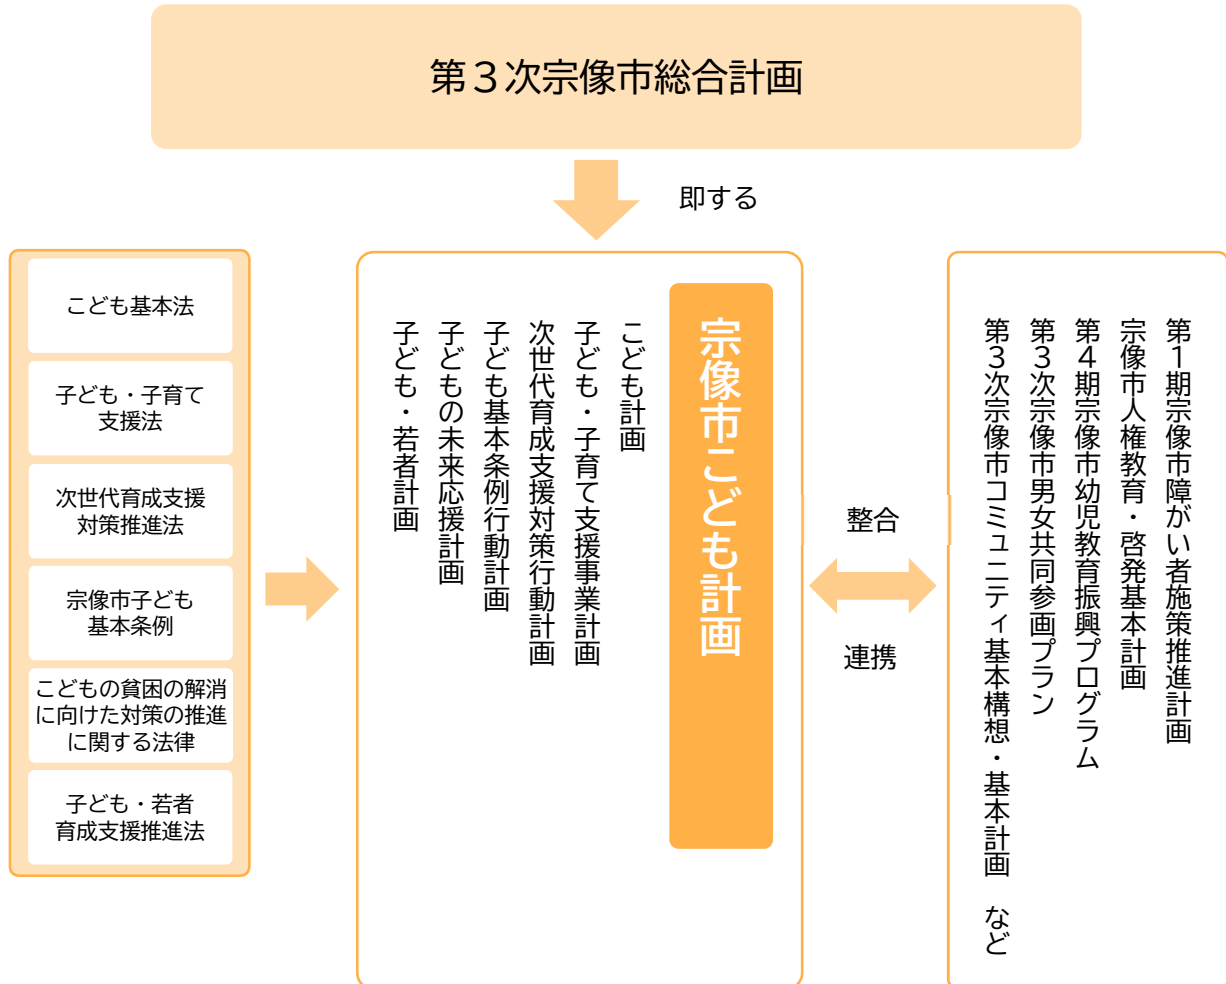 第３次宗像市総合計画
即する
こども基本法
子ども・子育て
支援法
次世代育成支援
対策推進法
宗像市子ども
基本条例
こどもの貧困の解消
に向けた対策の推進
に関する法律
子ども・若者
育成支援推進法
宗像市こども計画
こども計画
子ども・子育て支援事業計画
次世代育成支援対策行動計画
子ども基本条例行動計画
子どもの未来応援計画
子ども・若者計画
整合
連携
第１期宗像市障がい者施策推進計画
宗像市人権教育・啓発基本計画
第４期宗像市幼児教育振興プログラム
第３次宗像市男女共同参画プラン
第３次宗像市コミュニティ基本構想・基本計画　など